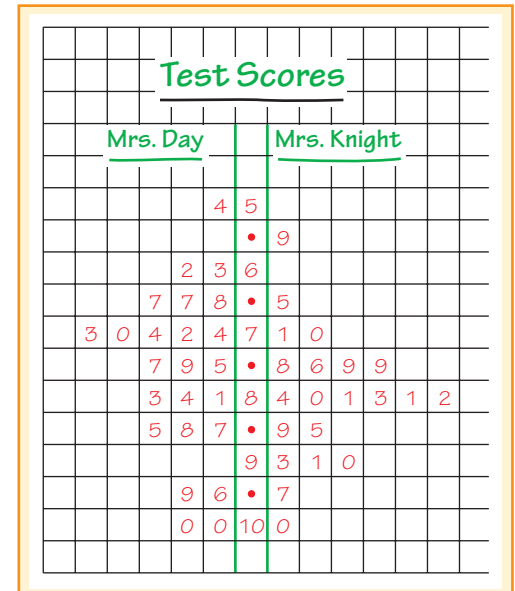 Test Scores
Mrs. Day Mrs. Knight
4 5
• 9
2 3 6
7 7 8 • 5
3 0 4 2 4 7 1 0
7 9 5 • 8 6 9 9
3 4 1 8 4 0 1 3 1 2
5 8 7 • 9 5
9 3 1 0
9 6 • 7
0 0 10 0